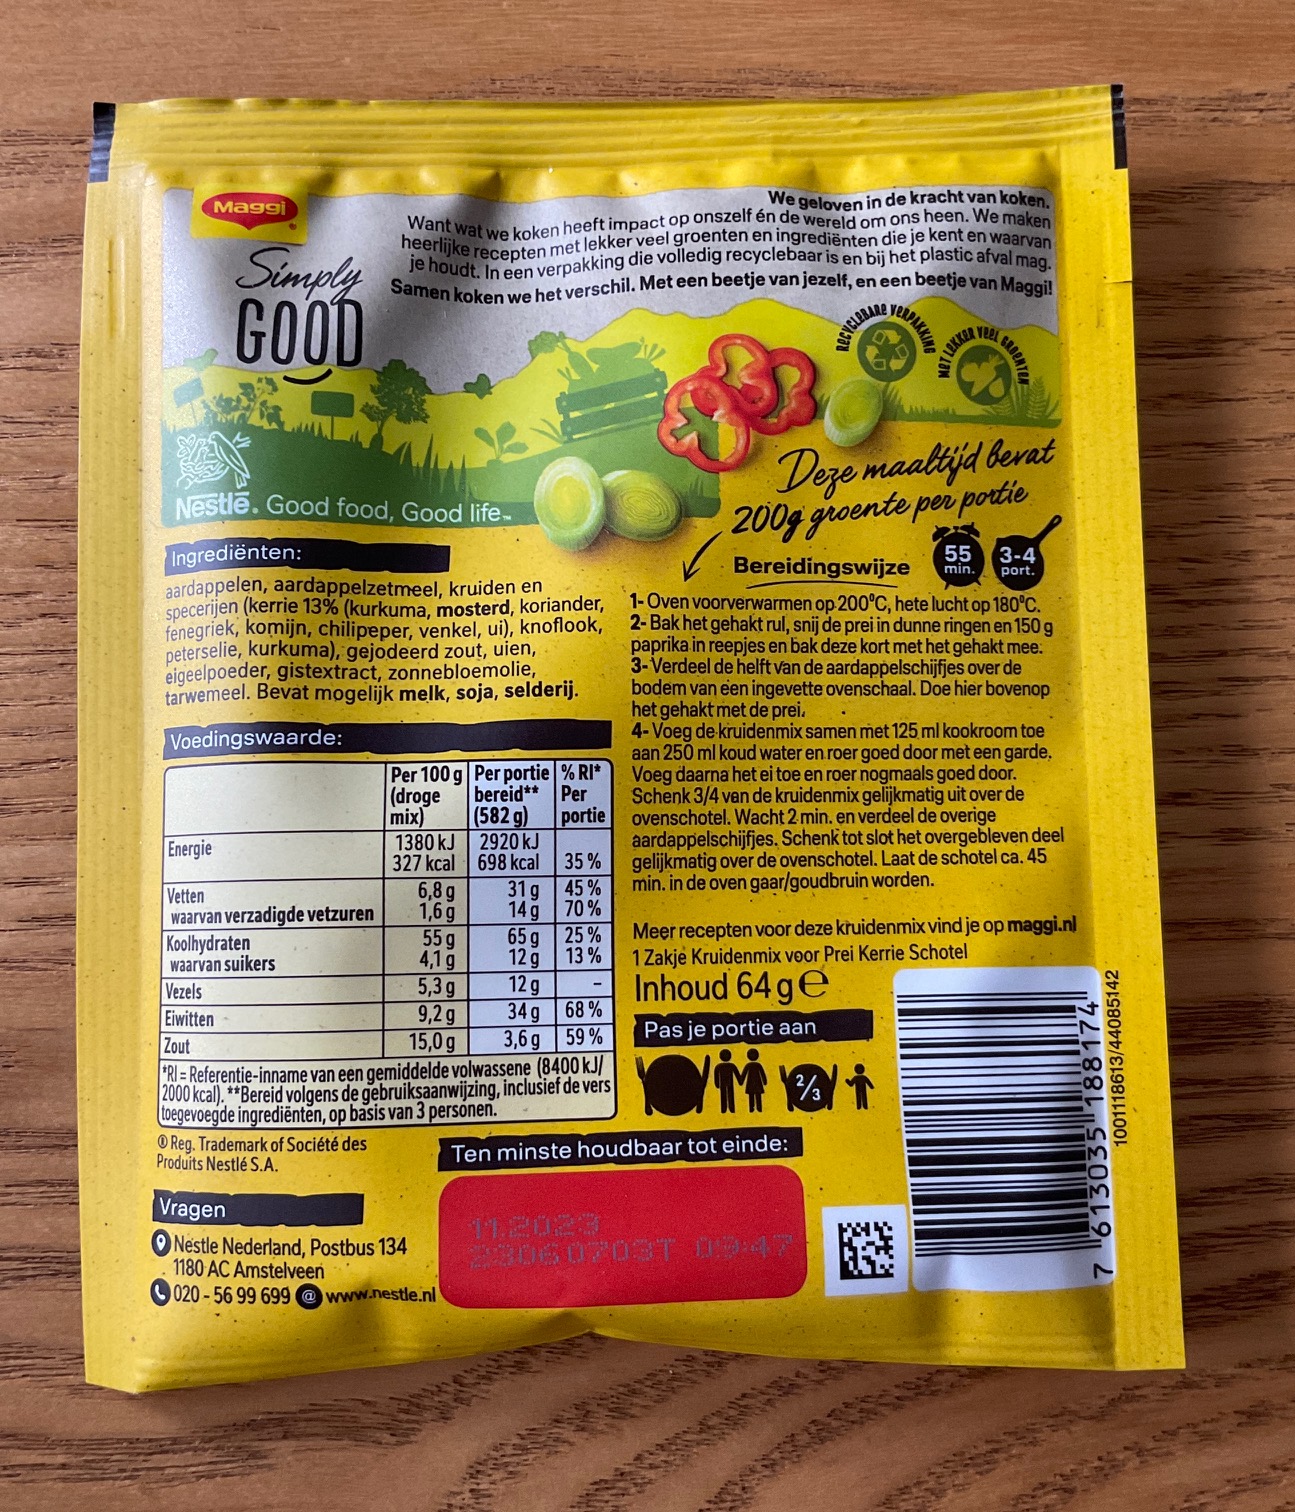 Maggi
Simply
GOOD
We geloven in de kracht van koken.
Want wat we koken heeft impact op onszelf én de wereld om ons heen. We maken
heerlijke recepten met lekker veel groenten en ingrediënten die je kent en waarvan
je houdt. In een verpakking die volledig recyclebaar is en bij het plastic afval mag.
Samen koken we het verschil. Met een beetje van jezelf, en een beetje van Maggi!
RECYCLEBARE VERPAKKING
MET LEKKER VEEL GROENTEN
Nestlé. Good food, Good life
Deze maaltijd bevat
200g groente per portie
Ingrediënten:
aardappelen, aardappelzetmeel, kruiden en
specerijen (kerrie 13% (kurkuma, mosterd, koriander,
fenegriek, komijn, chilipeper, venkel, ui), knoflook,
peterselie, kurkuma), gejodeerd zout, uien,
eigeelpoeder, gistextract, zonnebloemolie,
tarwemeel. Bevat mogelijk melk, soja, selderij.
Voedingswaarde:
Per 100 g (droge mix) Per portie bereid** (582 g) % RI* Per portie
Energie 1380 kJ 2920 kJ
327 kcal 698 kcal 35 %
Vetten 6,8 g 31 g 45 %
waarvan verzadigde vetzuren 1,6 g 14 g 70 %
Koolhydraten 55 g 65 g 25 %
waarvan suikers 4,1 g 12 g 13 %
Vezels 5,3 g 12 g -
Eiwitten 9,2 g 34 g 68 %
Zout 15,0 g 3,6 g 59 %
*RI = Referentie-inname van een gemiddelde volwassene (8400 kJ/
2000 kcal). **Bereid volgens de gebruiksaanwijzing, inclusief de vers
toegevoegde ingrediënten, op basis van 3 personen.
® Reg. Trademark of Société des
Produits Nestlé S.A.
Vragen
Nestle Nederland, Postbus 134
1180 AC Amstelveen
020 - 56 99 699 @ www.nestle.nl
Bereidingswijze
55 min.
3-4 port.
1- Oven voorverwarmen op 200°C, hete lucht op 180°C.
2- Bak het gehakt rul, snij de prei in dunne ringen en 150 g
paprika in reepjes en bak deze kort met het gehakt mee.
3- Verdeel de helft van de aardappelschijfjes over de
bodem van een ingevette ovenschaal. Doe hier bovenop
het gehakt met de prei.
4- Voeg de kruidenmix samen met 125 ml kookroom toe
aan 250 ml koud water en roer goed door met een garde.
Voeg daarna het ei toe en roer nogmaals goed door.
Schenk 3/4 van de kruidenmix gelijkmatig uit over de
ovenschotel. Wacht 2 min. en verdeel de overige
aardappelschijfjes. Schenk tot slot het overgebleven deel
gelijkmatig over de ovenschotel. Laat de schotel ca. 45
min. in de oven gaar/goudbruin worden.
Meer recepten voor deze kruidenmix vind je op maggi.nl
1 Zakje Kruidenmix voor Prei Kerrie Schotel
Inhoud 64 g e
Pas je portie aan
2/3
Ten minste houdbaar tot einde:
11.2023
23060703T 09:47
7 613035 188174
1001118613/44085142